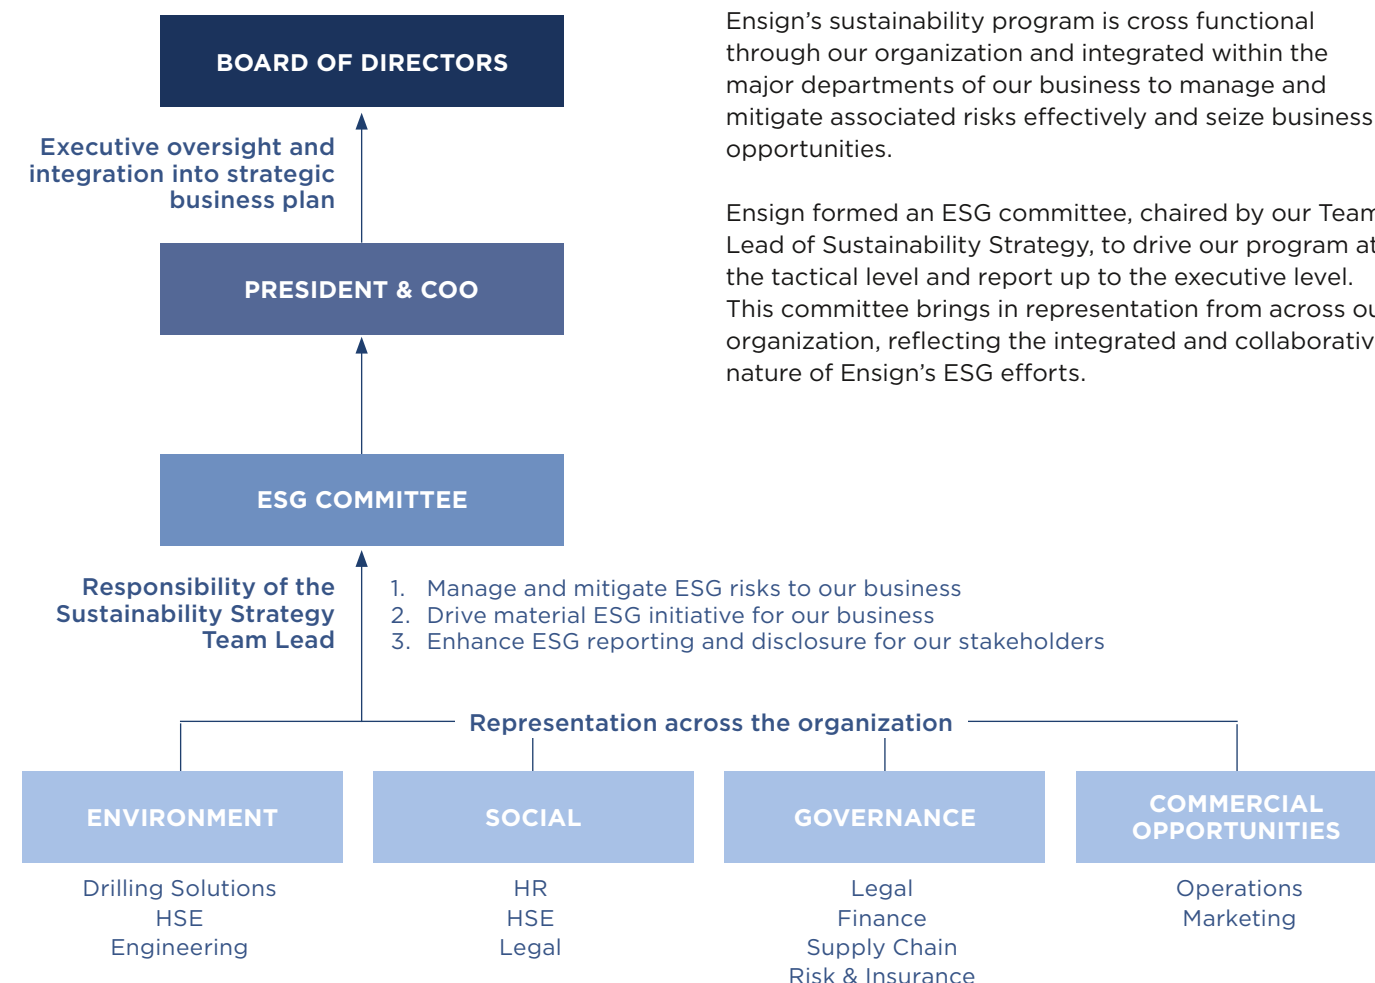 BOARD OF DIRECTORS
Executive oversight and
integration into strategic
business plan
PRESIDENT & COO
ESG COMMITTEE
Ensign’s sustainability program is cross functional
through our organization and integrated within the
major departments of our business to manage and
mitigate associated risks effectively and seize business
opportunities.
Ensign formed an ESG committee, chaired by our Team
Lead of Sustainability Strategy, to drive our program at
the tactical level and report up to the executive level.
This committee brings in representation from across
organization, reflecting the integrated and
nature of Ensign’s ESG efforts.
Responsibility of the
Sustainability Strategy
Team Lead
1. Manage and mitigate ESG risks to our business
2. Drive material ESG initiative for our business
3. Enhance ESG reporting and disclosure for our stakeholders
Representation across the organization
ENVIRONMENT
Drilling Solutions
HSE
Engineering
SOCIAL
HR
HSE
Legal
GOVERNANCE
Legal
Finance
Supply Chain
Risk & Insurance
COMMERCIAL
OPPORTUNITIES
Operations
Marketing